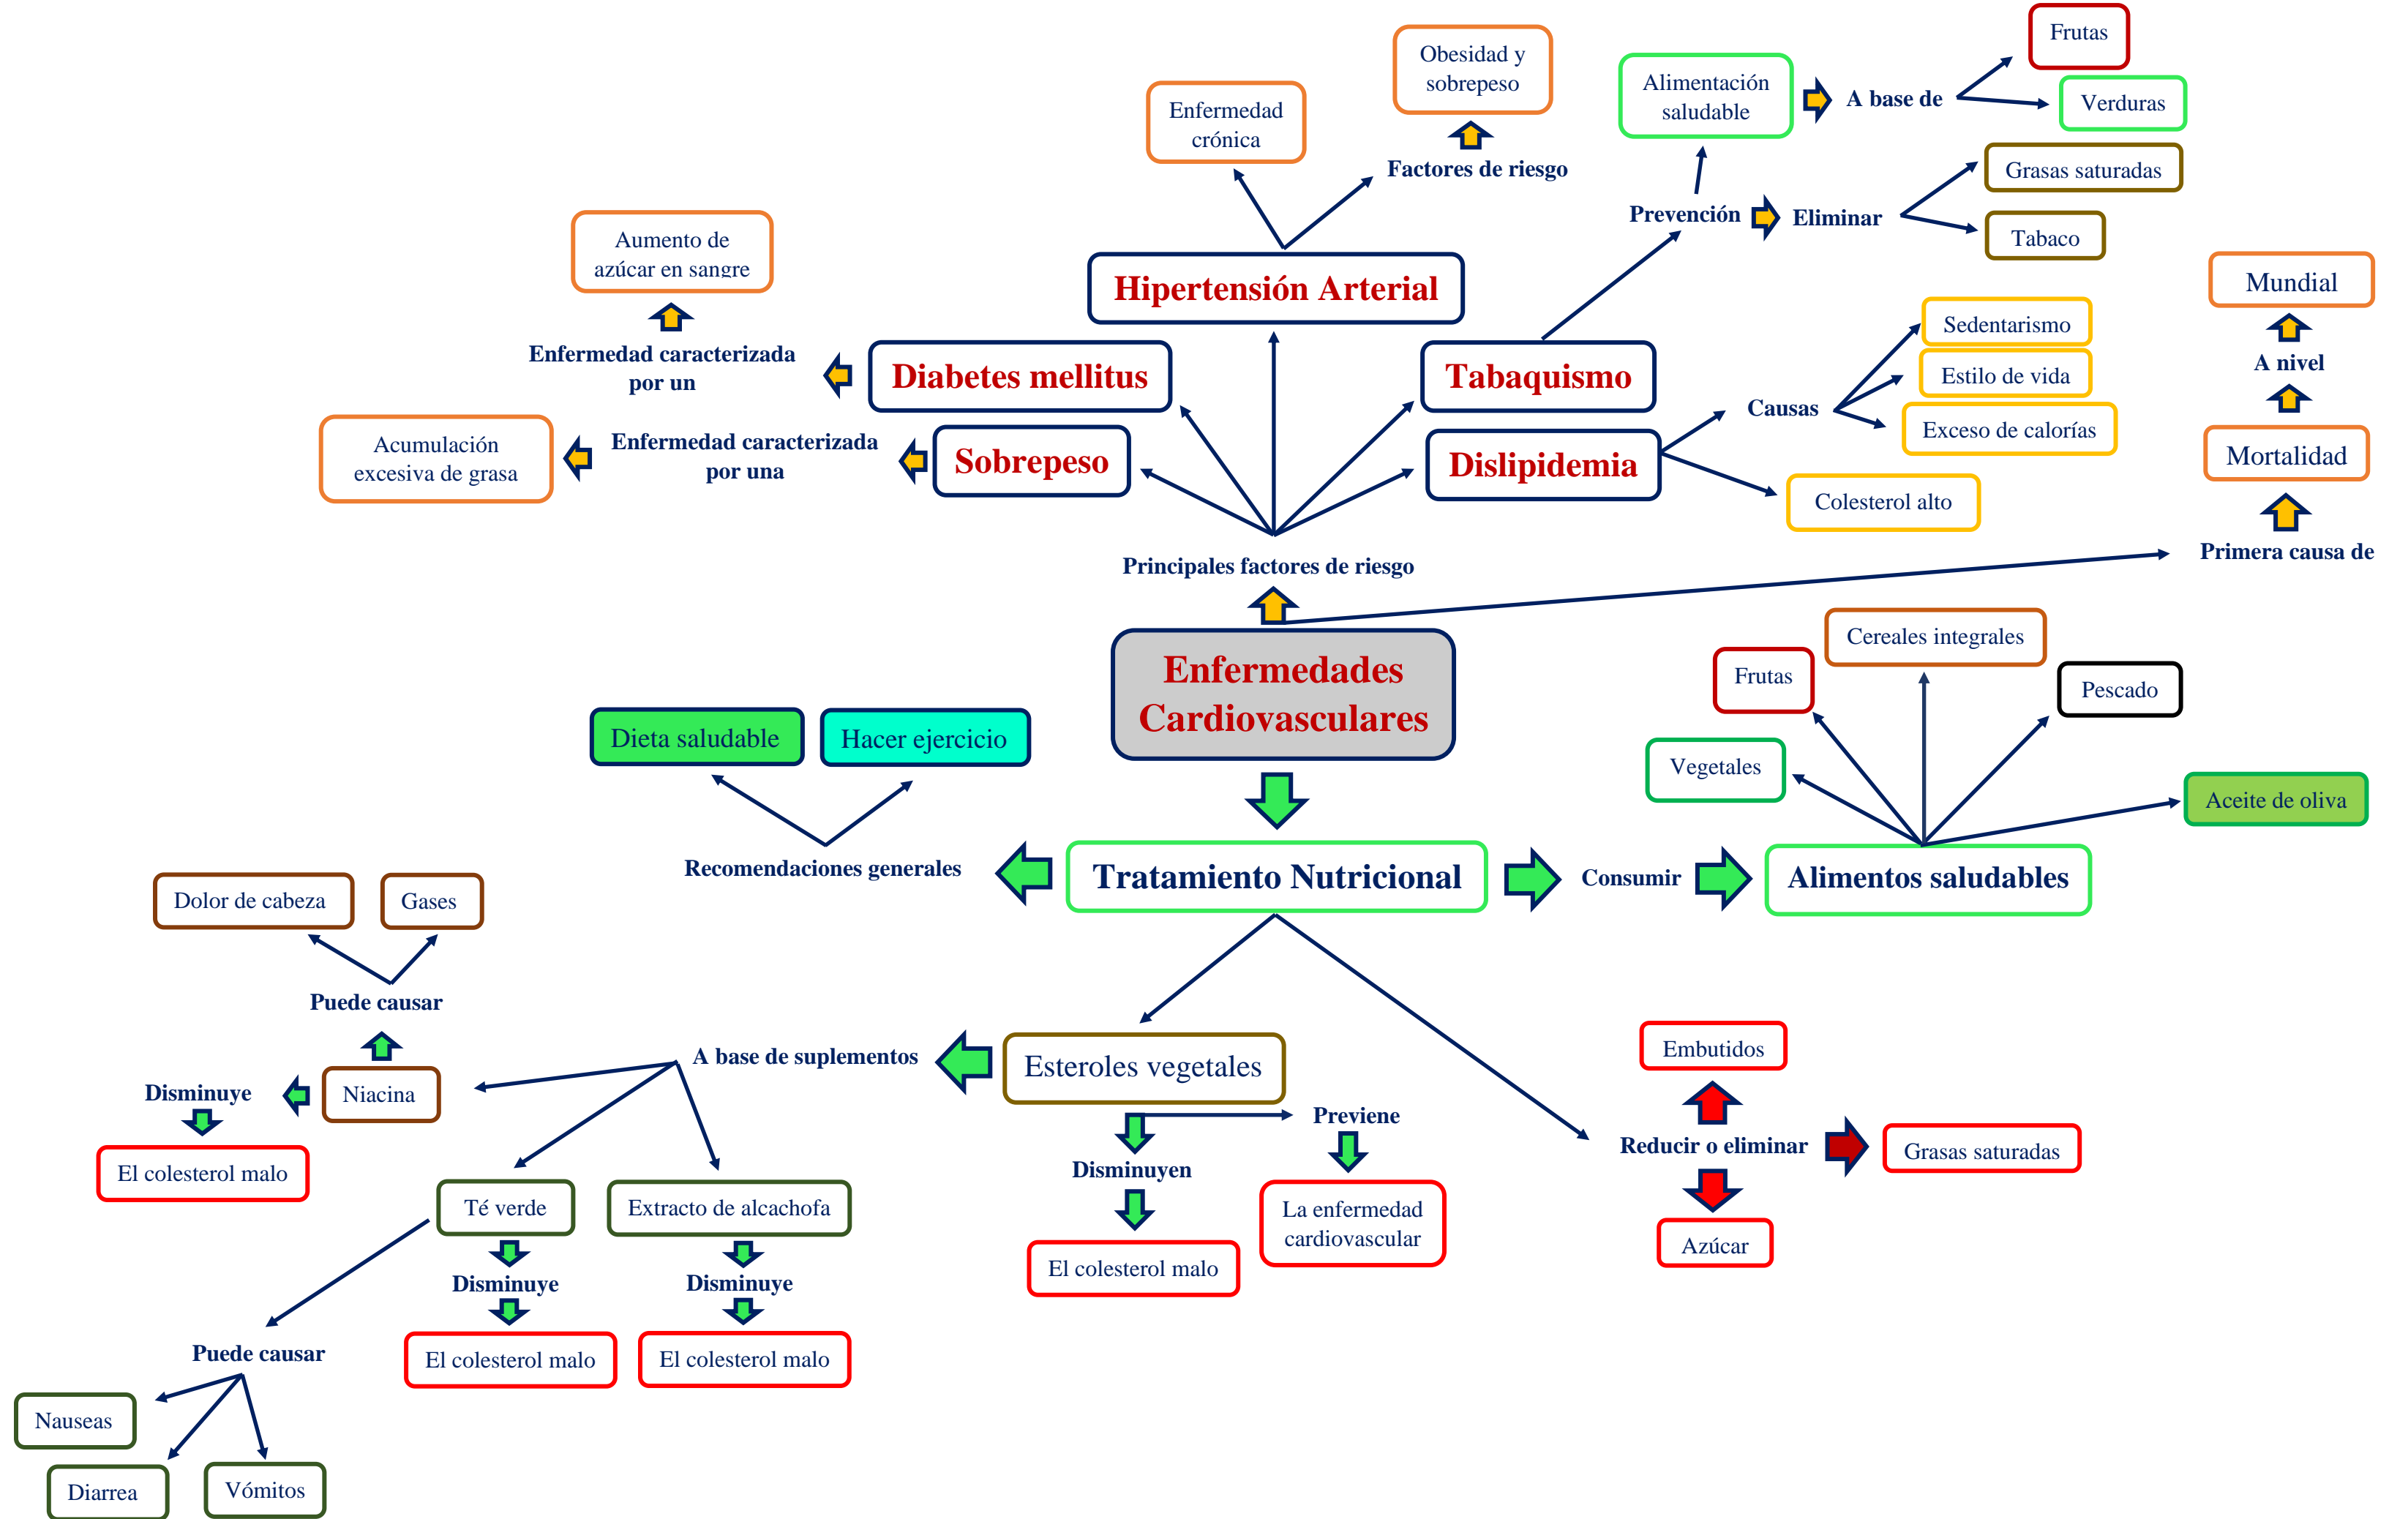 Frutas
Obesidad y
sobrepeso
Alimentación
saludable
A base de
Verduras
Enfermedad
crónica
Factores de riesgo
Grasas saturadas
Prevención
Eliminar
Tabaco
Aumento de
azúcar en sangre
Hipertensión Arterial
Mundial
Sedentarismo
Enfermedad caracterizada
por un
Diabetes mellitus
Tabaquismo
Estilo de vida
A nivel
Causas
Exceso de calorías
Acumulación
excesiva de grasa
Enfermedad caracterizada
por una
Sobrepeso
Dislipidemia
Mortalidad
Colesterol alto
Principales factores de riesgo
Primera causa de
Enfermedades
Cardiovasculares
Cereales integrales
Frutas
Pescado
Dieta saludable
Hacer ejercicio
Vegetales
Aceite de oliva
Recomendaciones generales
Tratamiento Nutricional
Consumir
Alimentos saludables
Dolor de cabeza
Gases
Puede causar
A base de suplementos
Esteroles vegetales
Embutidos
Disminuye
Niacina
Previene
Reducir o eliminar
Grasas saturadas
El colesterol malo
Disminuyen
Té verde
Extracto de alcachofa
La enfermedad
cardiovascular
Azúcar
El colesterol malo
Disminuye
Disminuye
Puede causar
El colesterol malo
El colesterol malo
Nauseas
Diarrea
Vómitos